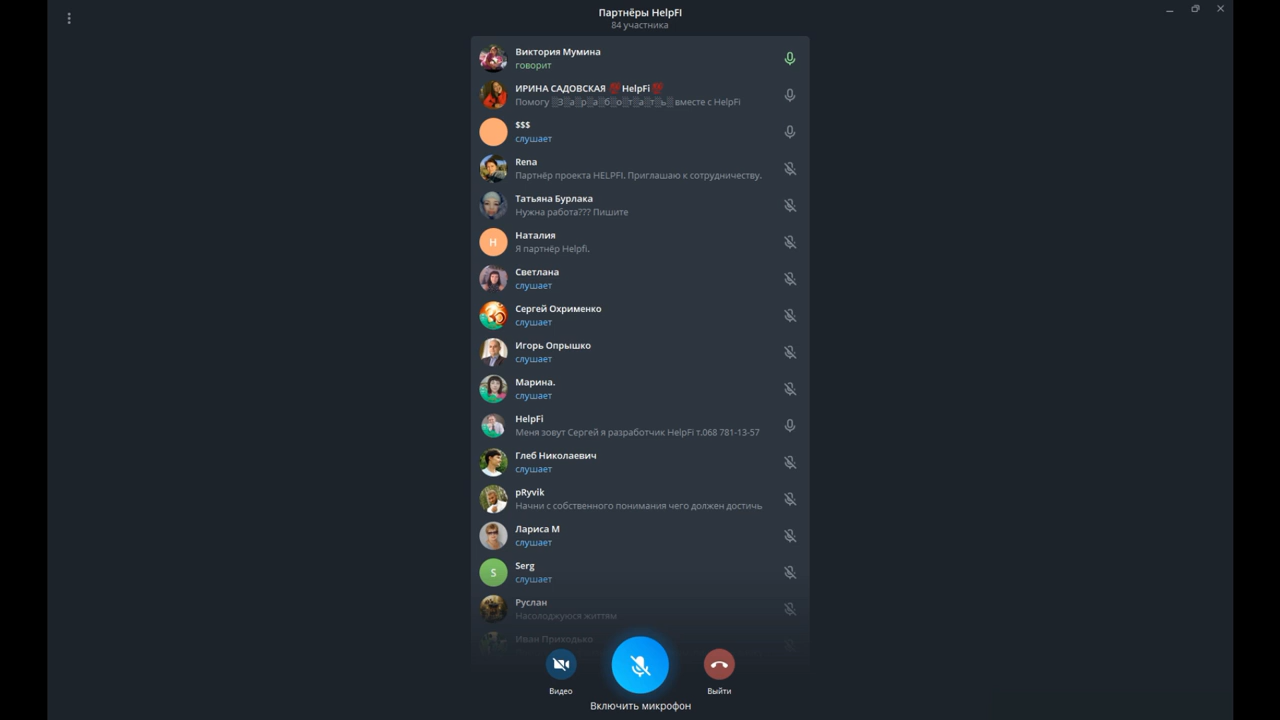 Партнёры HelpFI
84 участника
Виктория Мумина
говорит
ИРИНА САДОВСКАЯ 💯HelpFi💯
Помогу ▒З▒а▒р▒а▒б▒о▒т▒а▒т▒ь▒ вместе с HelpFi
$$$
слушает
Rena
Партнёр проекта HELPFI. Приглашаю к сотрудничеству.
Татьяна Бурлака
Нужна работа??? Пишите
Н
Наталия
Я партнёр Helpfi.
Светлана
слушает
Сергей Охрименко
слушает
Игорь Опрышко
слушает
Марина.
слушает
HelpFi
Меня зовут Сергей я разработчик HelpFi т.068 781-13-57
Глеб Николаевич
слушает
pRyvik
Начни с собственного понимания чего должен достичь
Лариса М
слушает
S
Serg
слушает
Руслан
Насолоджуюся життям
Иван Приходько
Видео
Выйти
Включить микрофон